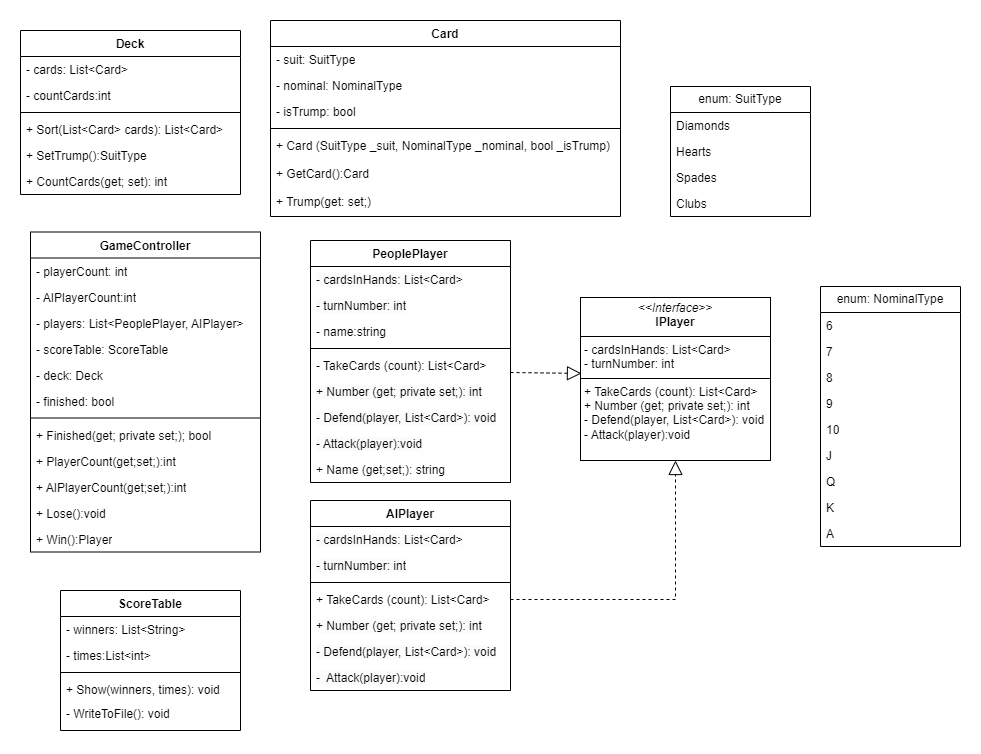 Deck
- cards: List<Card>
- countCards:int
+ Sort(List<Card> cards): List<Card>
+ SetTrump():SuitType
+ CountCards(get; set): int
Card
- suit: SuitType
- nominal: NominalType
- isTrump: bool
+ Card (SuitType _suit, NominalType _nominal, bool _isTrump)
+ GetCard():Card
+ Trump(get: set;)
enum: SuitType
Diamonds
Hearts
Spades
Clubs
GameController
- playerCount: int
- AIPlayerCount:int
- players: List<PeoplePlayer, AIPlayer>
- scoreTable: ScoreTable
- deck: Deck
- finished: bool
+ Finished(get; private set;); bool
+ PlayerCount(get;set;):int
+ AIPlayerCount(get;set;):int
+ Lose():void
+ Win():Player
PeoplePlayer
- cardsInHands: List<Card>
- turnNumber: int
- name:string
- TakeCards (count): List<Card>
+ Number (get; private set;): int
- Defend(player, List<Card>): void
- Attack(player):void
+ Name (get;set;): string
<<Interface>>
IPlayer
- cardsInHands: List<Card>
- turnNumber: int
+ TakeCards (count): List<Card>
+ Number (get; private set;): int
- Defend(player, List<Card>): void
- Attack(player):void
enum: NominalType
6
7
8
9
10
J
Q
K
A
AIPlayer
- cardsInHands: List<Card>
- turnNumber: int
+ TakeCards (count): List<Card>
+ Number (get; private set;): int
- Defend(player, List<Card>): void
- Attack(player):void
ScoreTable
- winners: List<String>
- times:List<int>
+ Show(winners, times): void
- WriteToFile(): void